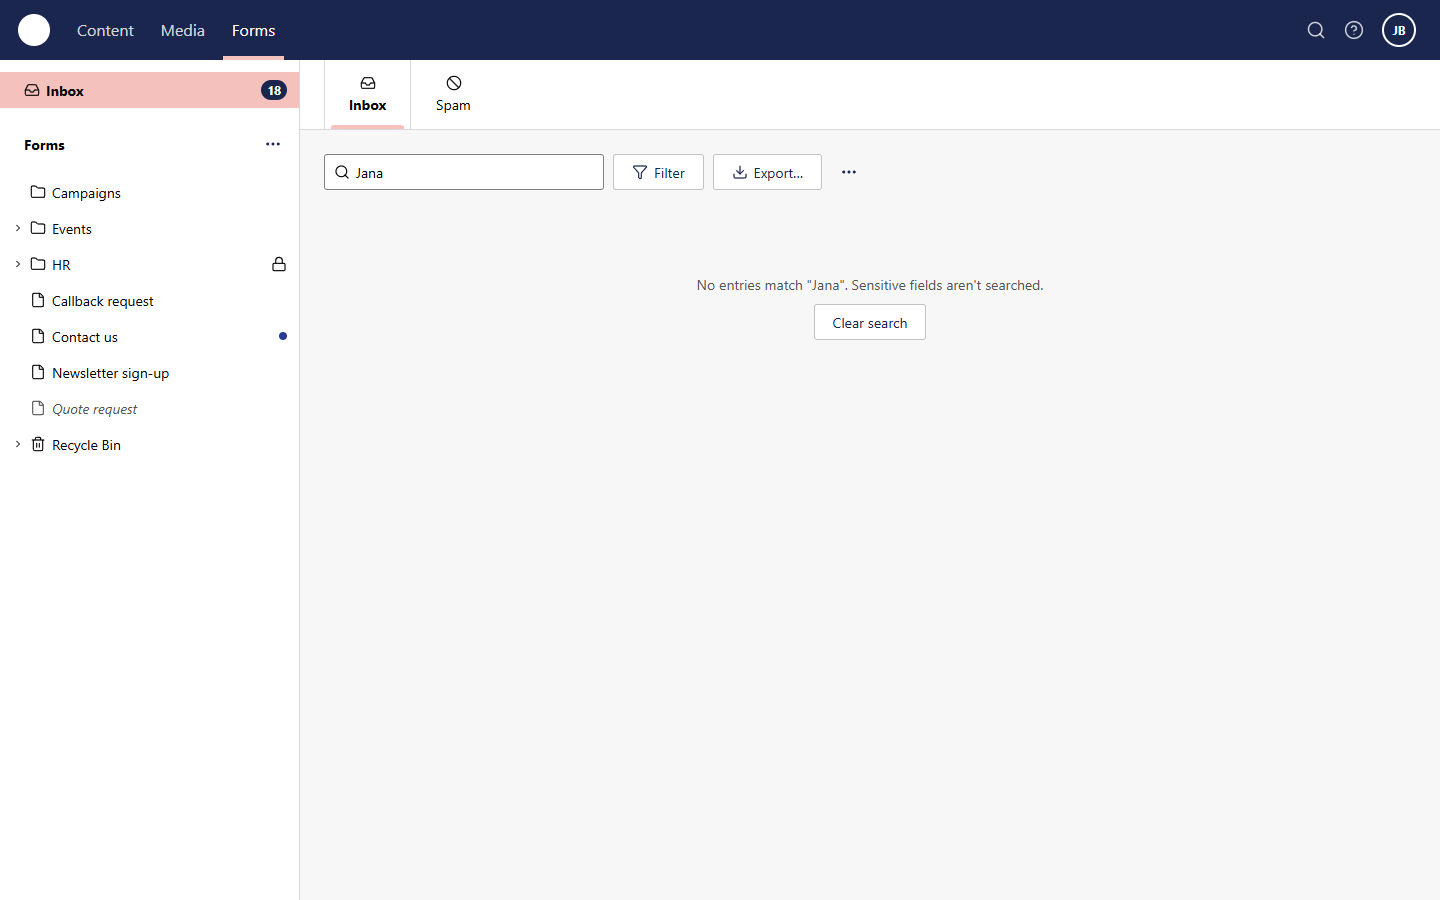 Content
Media
Forms
JB
Inbox
18
Forms
Campaigns
Events
HR
Callback request
Contact us
Newsletter sign-up
Quote request
Recycle Bin
Inbox
Spam
Jana
Filter
Export...
No entries match "Jana". Sensitive fields aren't searched.
Clear search